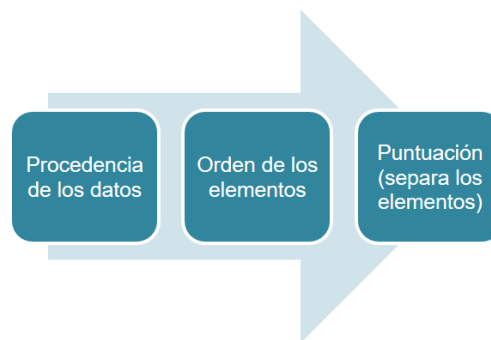 Procedencia
de los datos
Orden de los
elementos
Puntuación
(separa los
elementos)